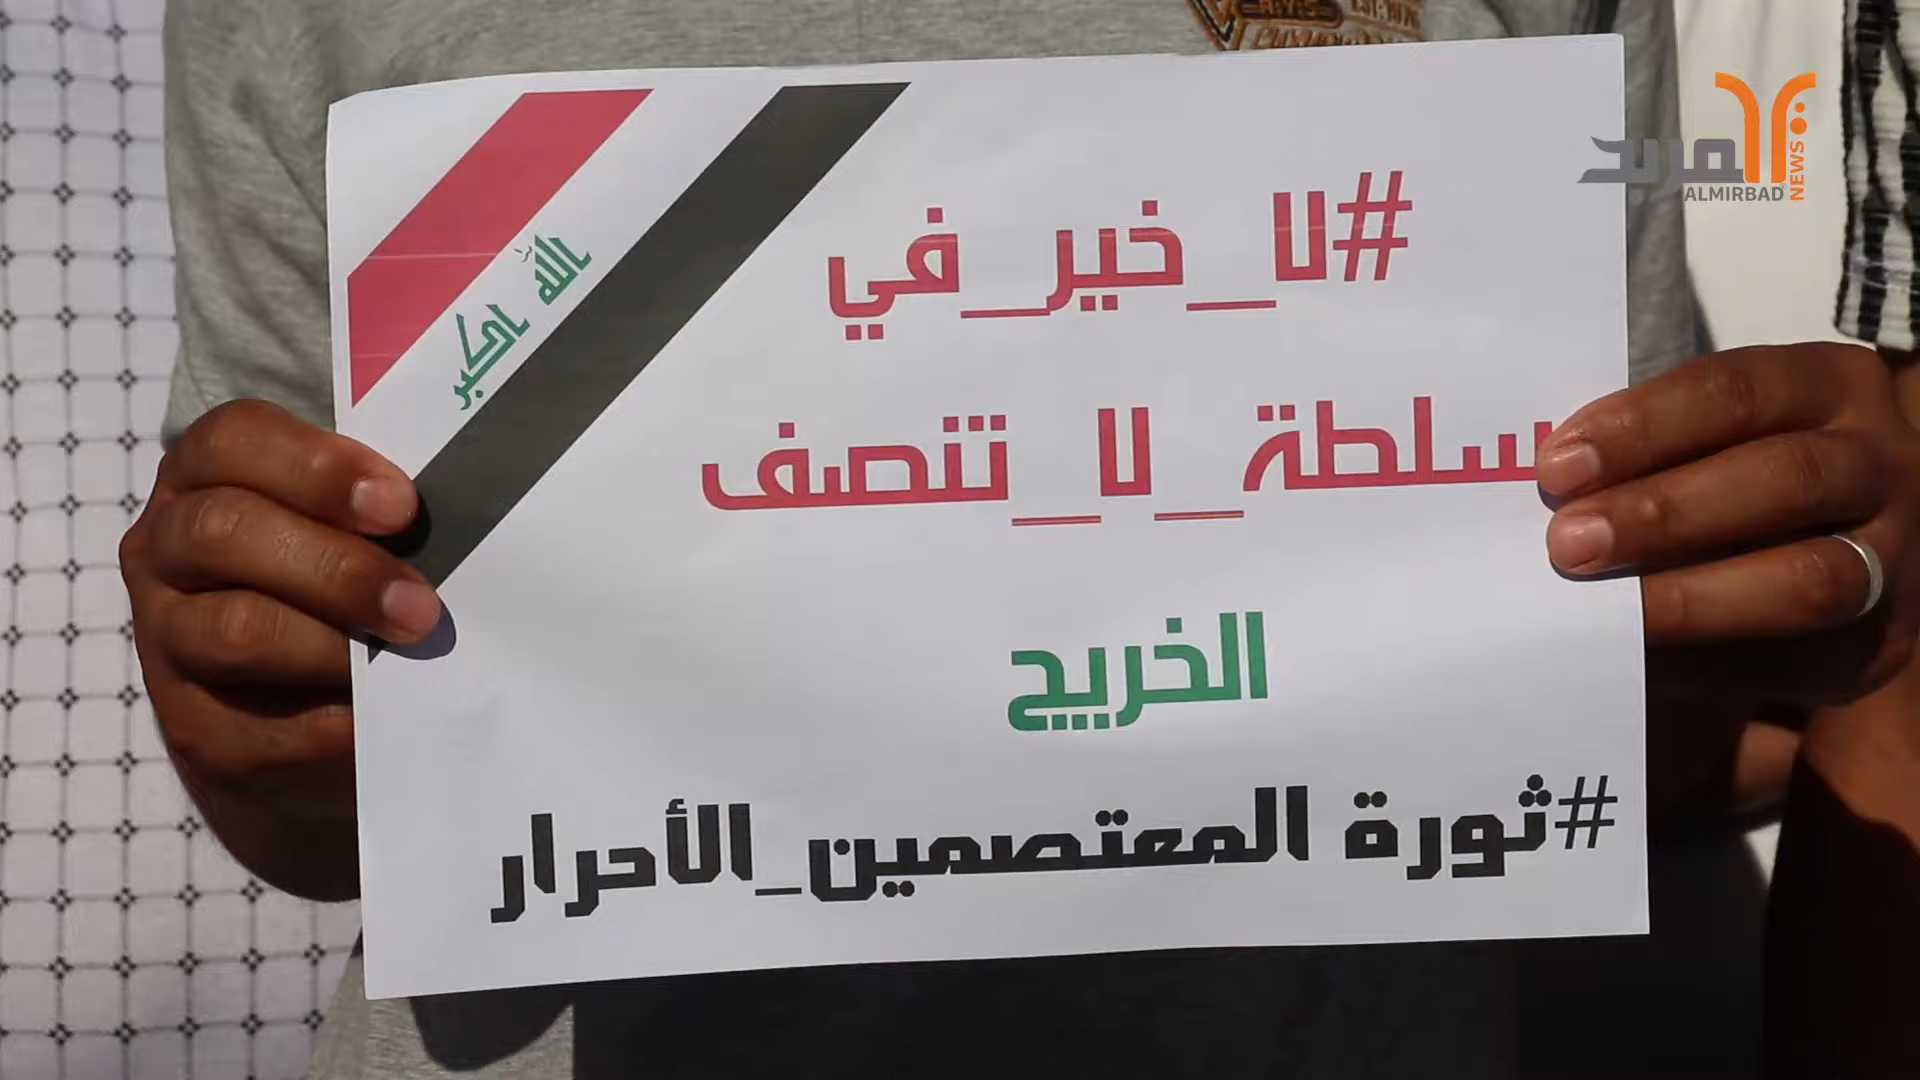 #لا_خير_في
سلطة_لا_تنصف
الخريج
#ثورة المعتصمين_الأحرار
الله اكبر
المربد
ALMIRBAD
NEWS